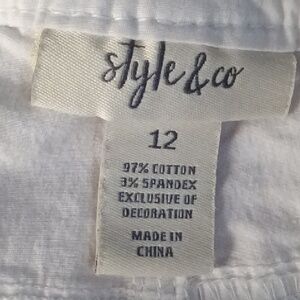 style & co
12
97% COTTON
3% SPANDEX
EXCLUSIVE OF
DECORATION
MADE IN
CHINA